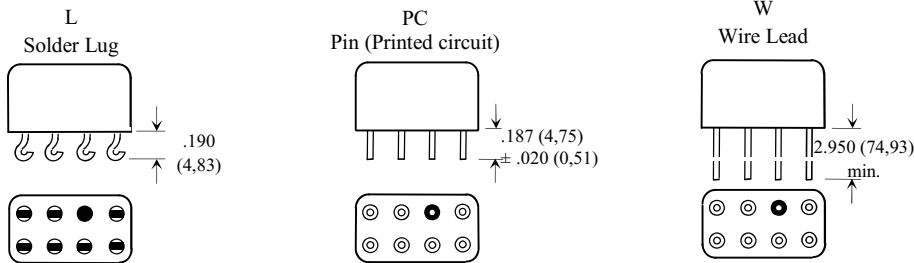 L
Solder Lug
.190
(4,83)
PC
Pin (Printed circuit)
.187 (4,75)
± .020 (0,51)
W
Wire Lead
2.950 (74,93)
min.